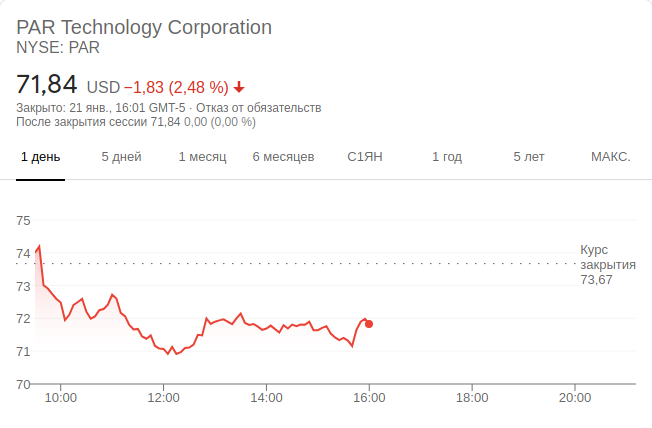 PAR Technology Corporation
NYSE: PAR
71,84 USD −1,83 (2,48 %)
Закрыто: 21 янв., 16:01 GMT-5 · Отказ от обязательств
После закрытия сессии 71,84 0,00 (0,00 %)
1 день 5 дней 1 месяц 6 месяцев С1ЯН 1 год 5 лет МАКС.
75
74
73
72
71
70
Курс
закрытия
73,67
10:00 12:00 14:00 16:00 18:00 20:00